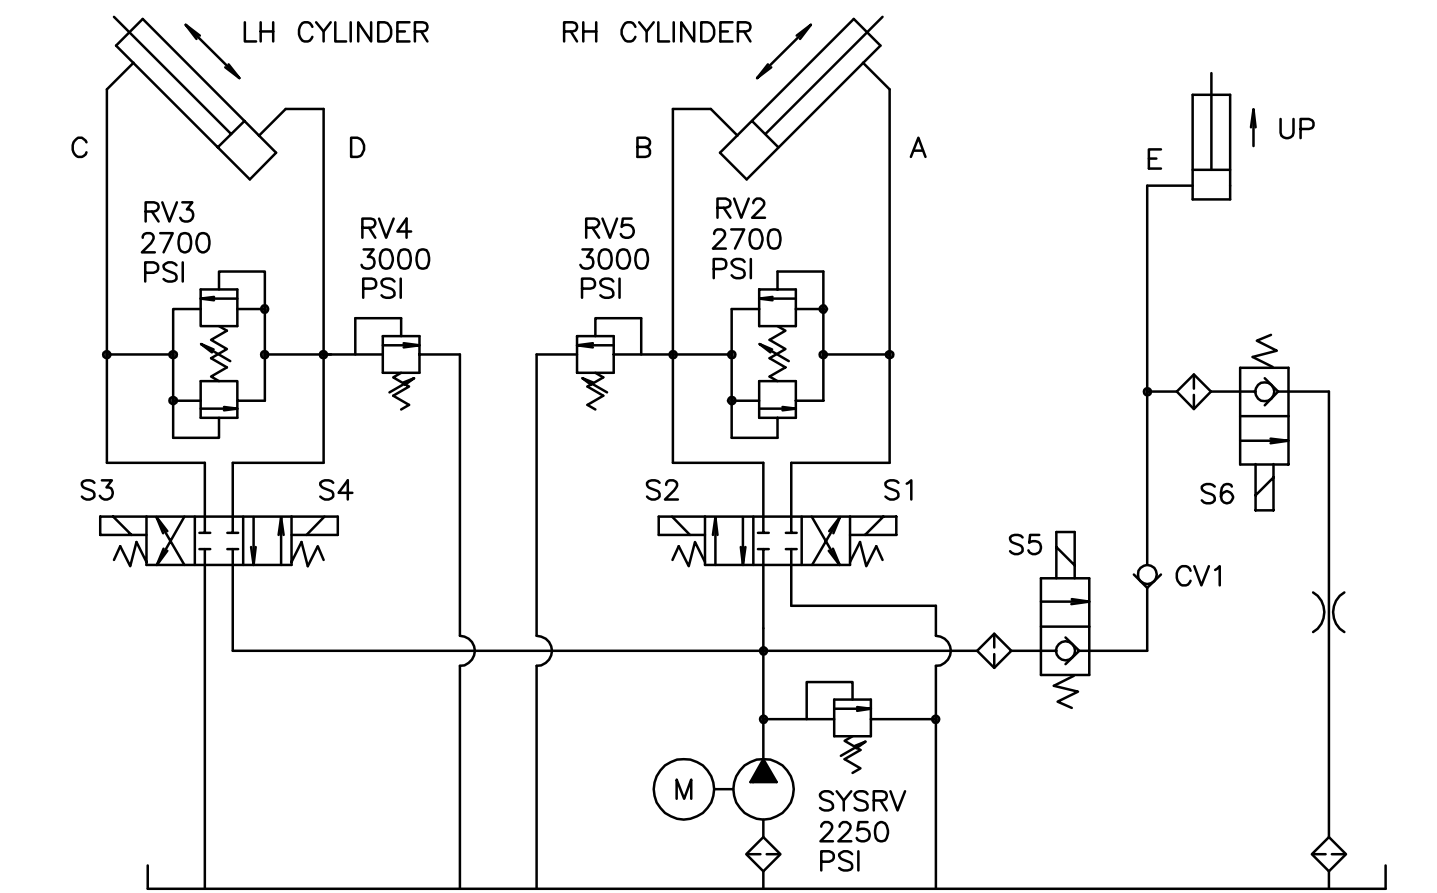 LH CYLINDER
RH CYLINDER
C
D
B
A
E
UP
RV3
2700
PSI
RV4
3000
PSI
RV5
3000
PSI
RV2
2700
PSI
S3
S4
S2
S1
S6
S5
CV1
M
SYSRV
2250
PSI